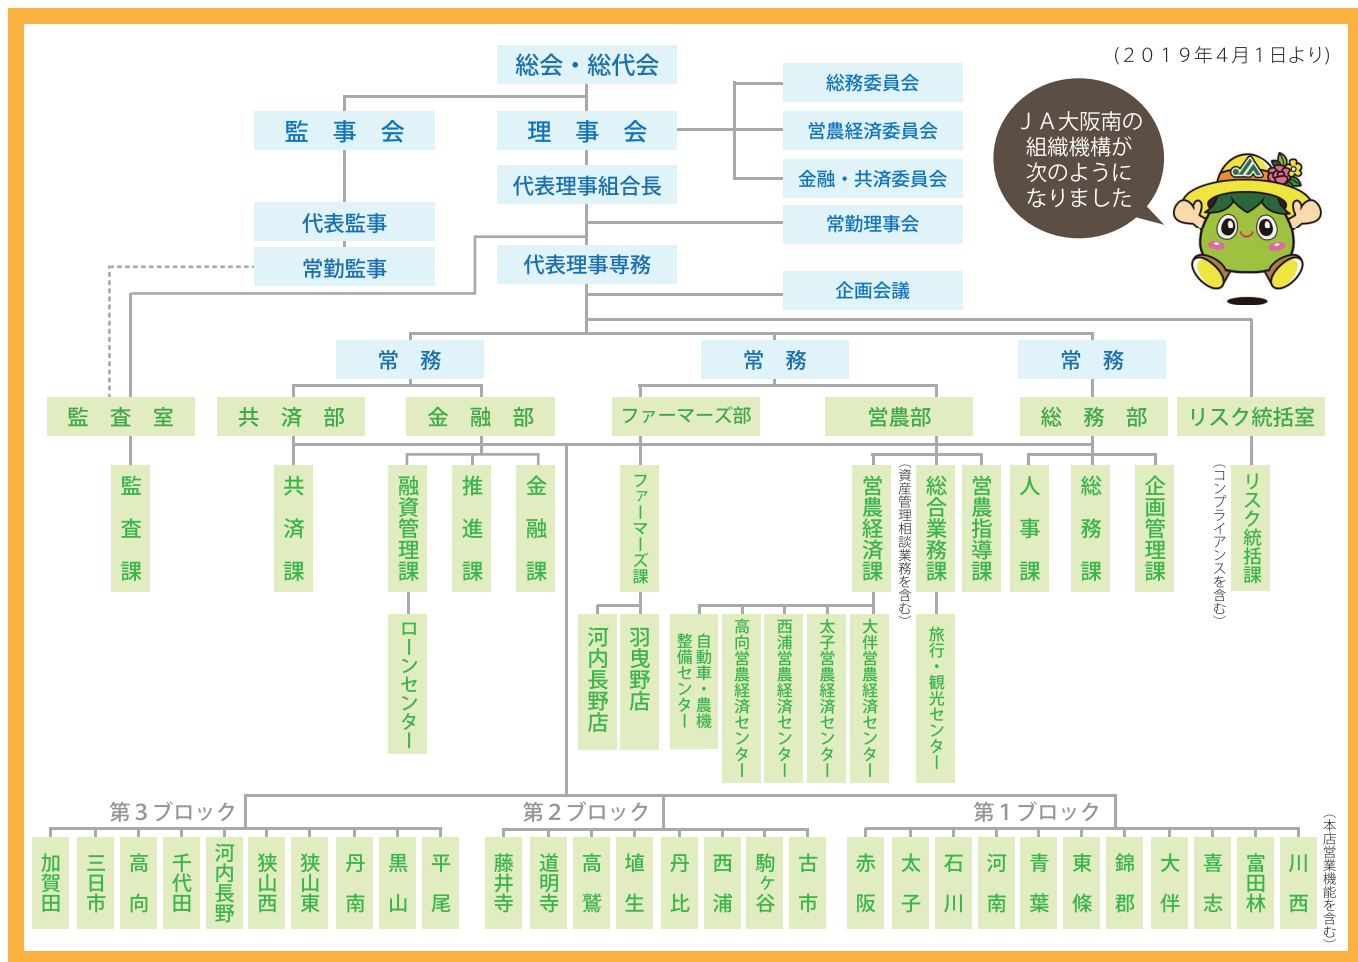 (２０１９年４月１日より)
ＪＡ大阪南の
組織機構が
次のように
なりました
JA
総会・総代会
監事会
理事会
総務委員会
営農経済委員会
金融・共済委員会
代表理事組合長
代表監事
常勤理事会
常勤監事
代表理事専務
企画会議
常務
常務
常務
監査室
共済部
金融部
ファーマーズ部
営農部
総務部
リスク統括室
監査課
共済課
融資管理課
推進課
金融課
ファーマーズ課
営農経済課
(資産管理相談業務を含む)
総合業務課
営農指導課
人事課
総務課
企画管理課
(コンプライアンスを含む)
リスク統括課
ローンセンター
河内長野店
羽曳野店
自動車・農機
整備センター
高向営農経済センター
西浦営農経済センター
太子営農経済センター
大伴営農経済センター
旅行・観光センター
第３ブロック
第２ブロック
第１ブロック
加賀田
三日市
高向
千代田
河内長野
狭山西
狭山東
丹南
黒山
平尾
藤井寺
道明寺
高鷲
埴生
丹比
西浦
駒ヶ谷
古市
赤阪
太子
石川
河南
青葉
東條
錦郡
大伴
喜志
富田林
川西
(本店営業機能を含む)